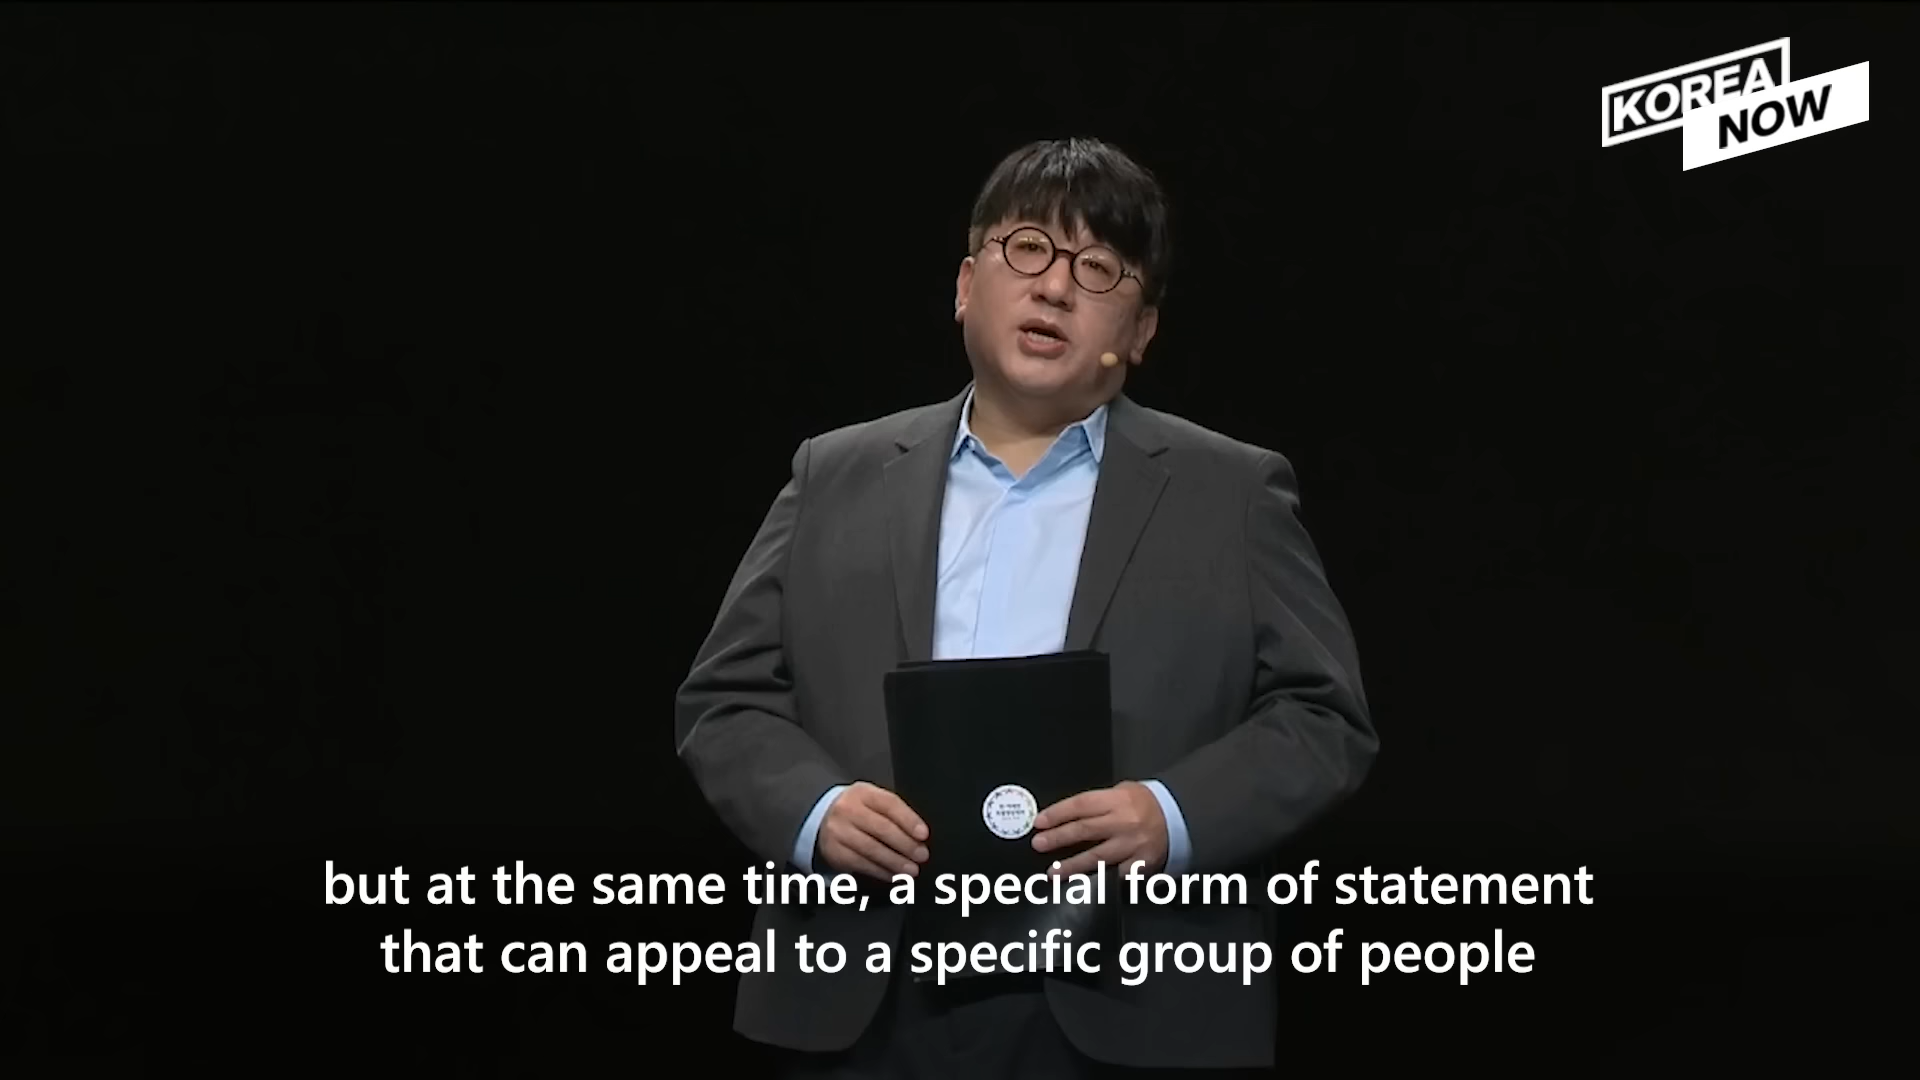 KOREA
NOW
but at the same time, a special form of statement
that can appeal to a specific group of people